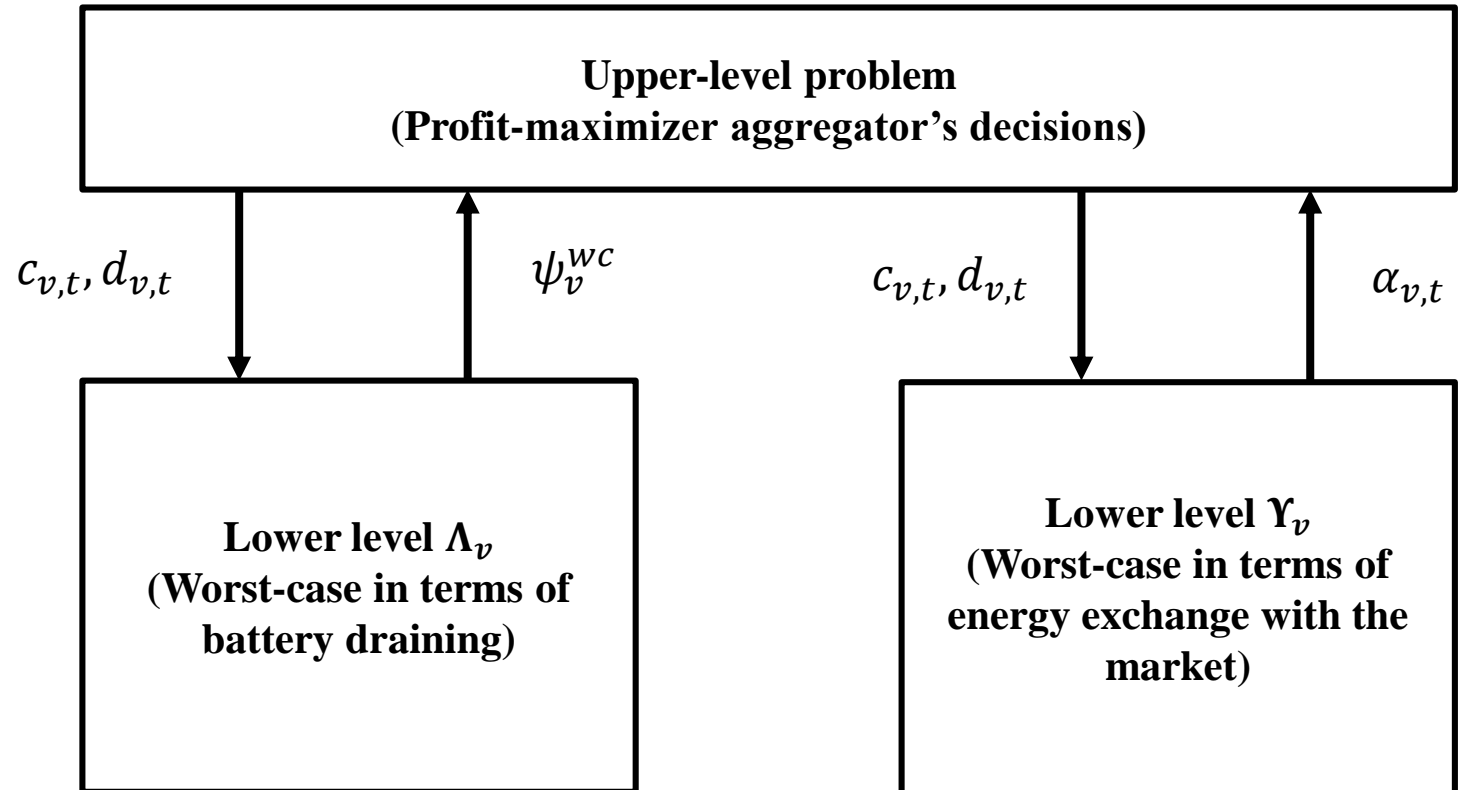 Upper-level problem
(Profit-maximizer aggregator's decisions)
c_{v,t}, d_{v,t}
ψ_v^{wc}
c_{v,t}, d_{v,t}
α_{v,t}
Lower level Λ_v
(Worst-case in terms of
battery draining)
Lower level ϒ_v
(Worst-case in terms of
energy exchange with the
market)